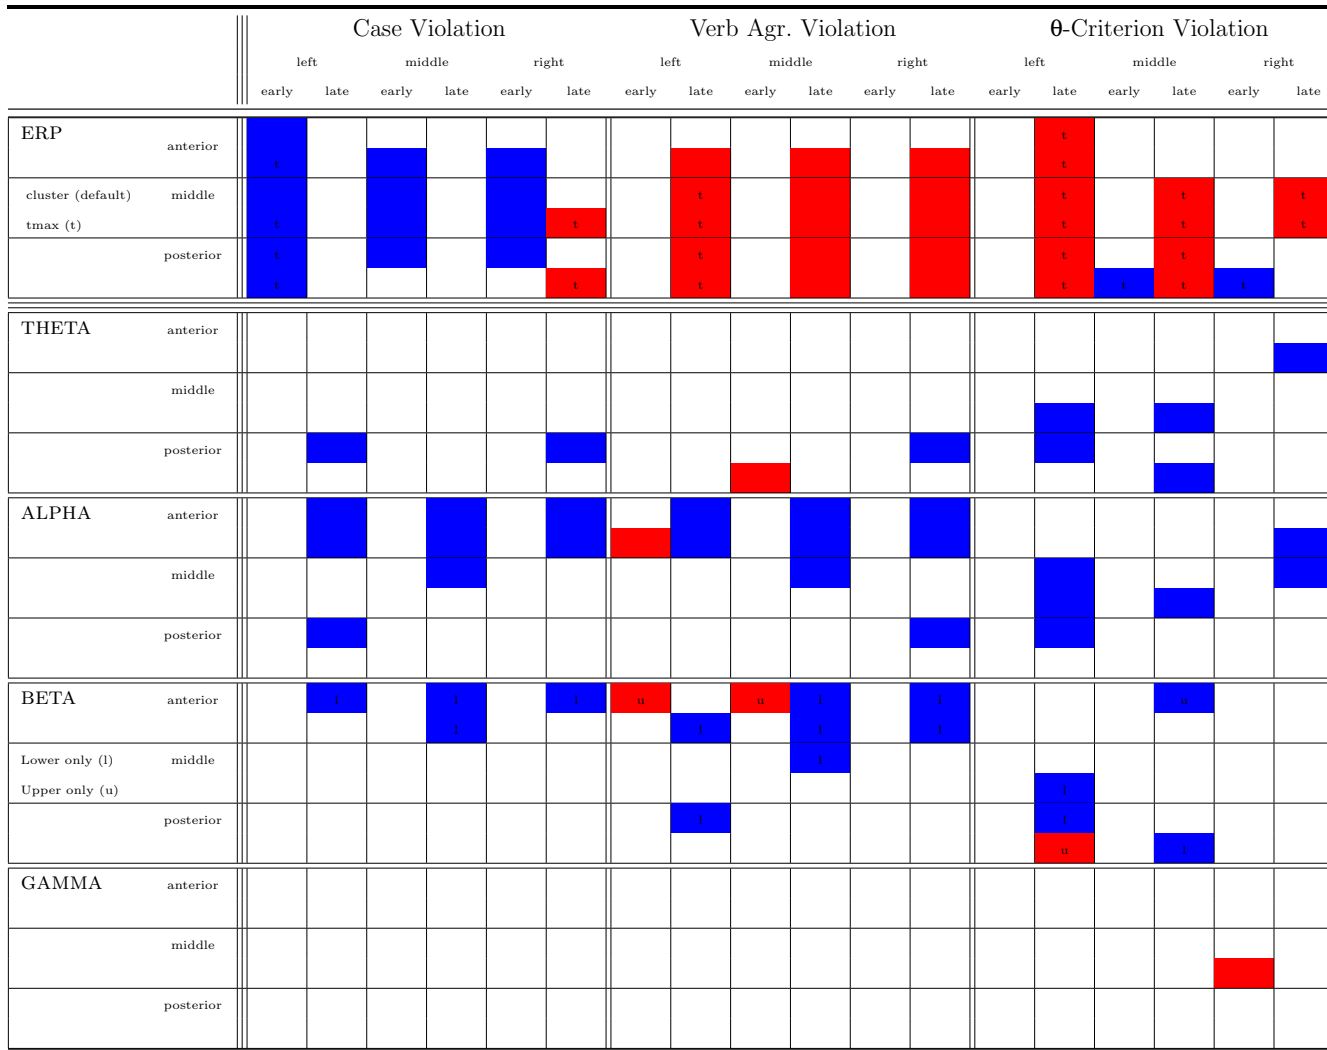 Case Violation Verb Agr. Violation θ-Criterion Violation
left middle right left middle right left middle right
early late early late early late early late early late early late early late early late early late
ERP
anterior
t
t t
cluster (default) middle t t t t
tmax (t) t t t t t t
posterior t t t t
t t t t t t t
THETA anterior
middle
posterior
ALPHA anterior
middle
posterior
BETA anterior l l l u u l l u
l l l l
Lower only (l) middle l
Upper only (u) l
posterior l l
u l
GAMMA anterior
middle
posterior